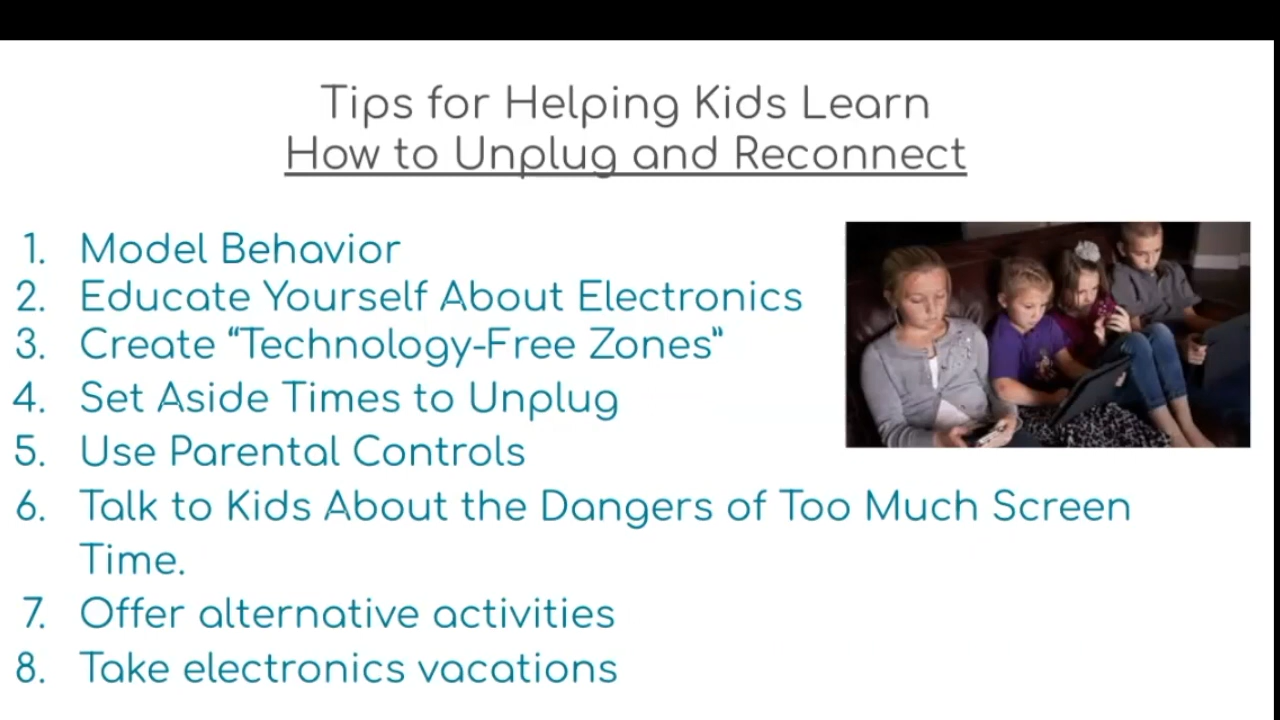 Tips for Helping Kids Learn
How to Unplug and Reconnect
1. Model Behavior
2. Educate Yourself About Electronics
3. Create “Technology-Free Zones”
4. Set Aside Times to Unplug
5. Use Parental Controls
6. Talk to Kids About the Dangers of Too Much Screen
Time.
7. Offer alternative activities
8. Take electronics vacations